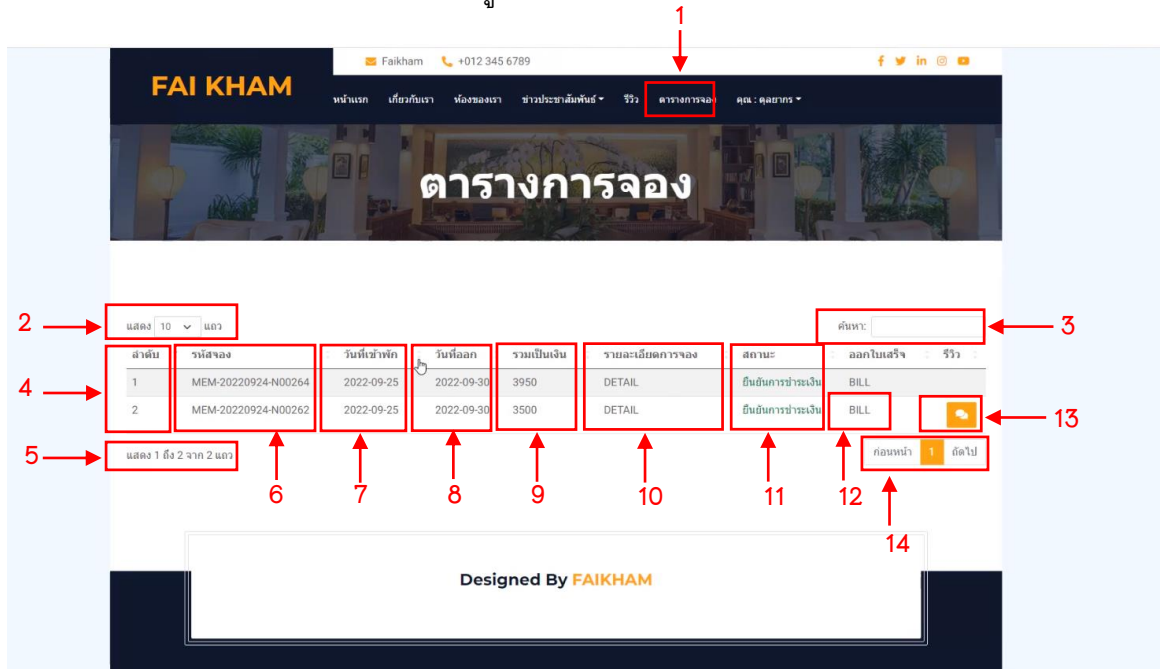 1
Faikham +012 345 6789
FAI KHAM
หน้าแรก เกี่ยวกับเรา ห้องของเรา ข่าวประชาสัมพันธ์ รีวิว ตารางการจอง คุณ : ดุลยากร
ตารางการจอง
2 แสดง 10 แถว ค้นหา: 3
ลำดับ รหัสจอง วันที่เข้าพัก วันที่ออก รวมเป็นเงิน รายละเอียดการจอง สถานะ ออกใบเสร็จ รีวิว
4 1 MEM-20220924-N00264 2022-09-25 2022-09-30 3950 DETAIL ยืนยันการชำระเงิน BILL
2 MEM-20220924-N00262 2022-09-25 2022-09-30 3500 DETAIL ยืนยันการชำระเงิน BILL 13
5 แสดง 1 ถึง 2 จาก 2 แถว ก่อนหน้า 1 ถัดไป
6 7 8 9 10 11 12
14
Designed By FAIKHAM